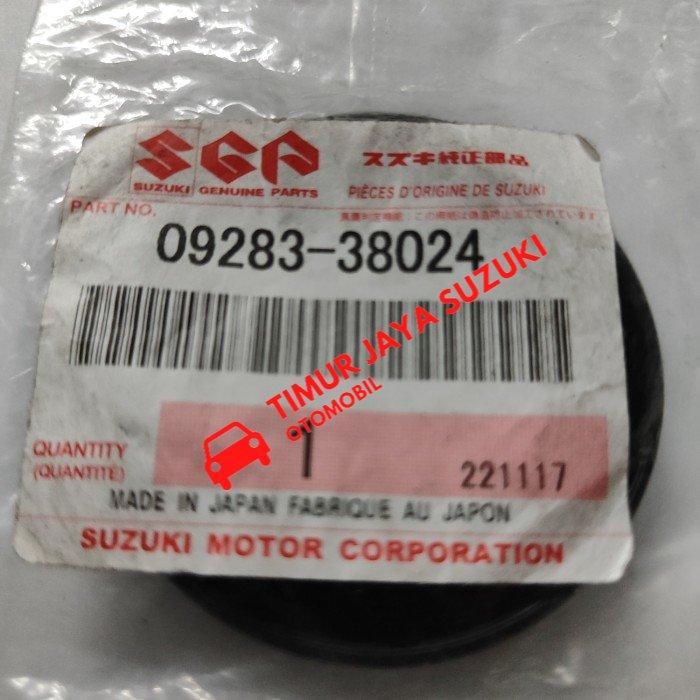 SGP
SUZUKI GENUINE PARTS
スズキ純正部品
PIÈCES D'ORIGINE DE SUZUKI
PART NO.
09283-38024
TIMUR JAYA SUZUKI
OTOMOBIL
QUANTITY
(QUANTITÉ)
1
221117
MADE IN JAPAN FABRIQUE AU JAPON
SUZUKI MOTOR CORPORATION